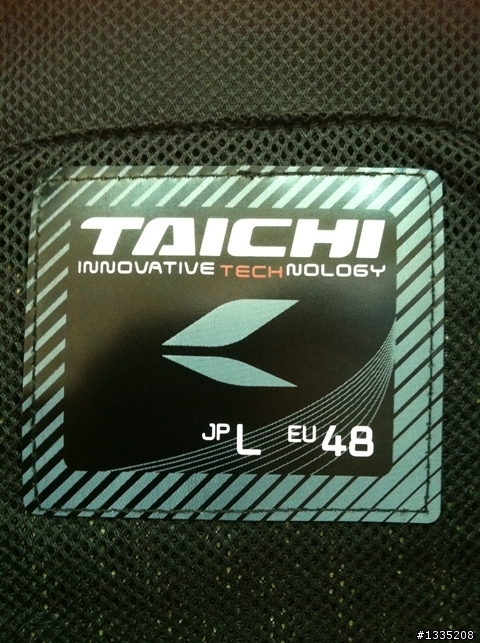 TAICHI
INNOVATIVE TECHNOLOGY
JP L EU 48
#1335208